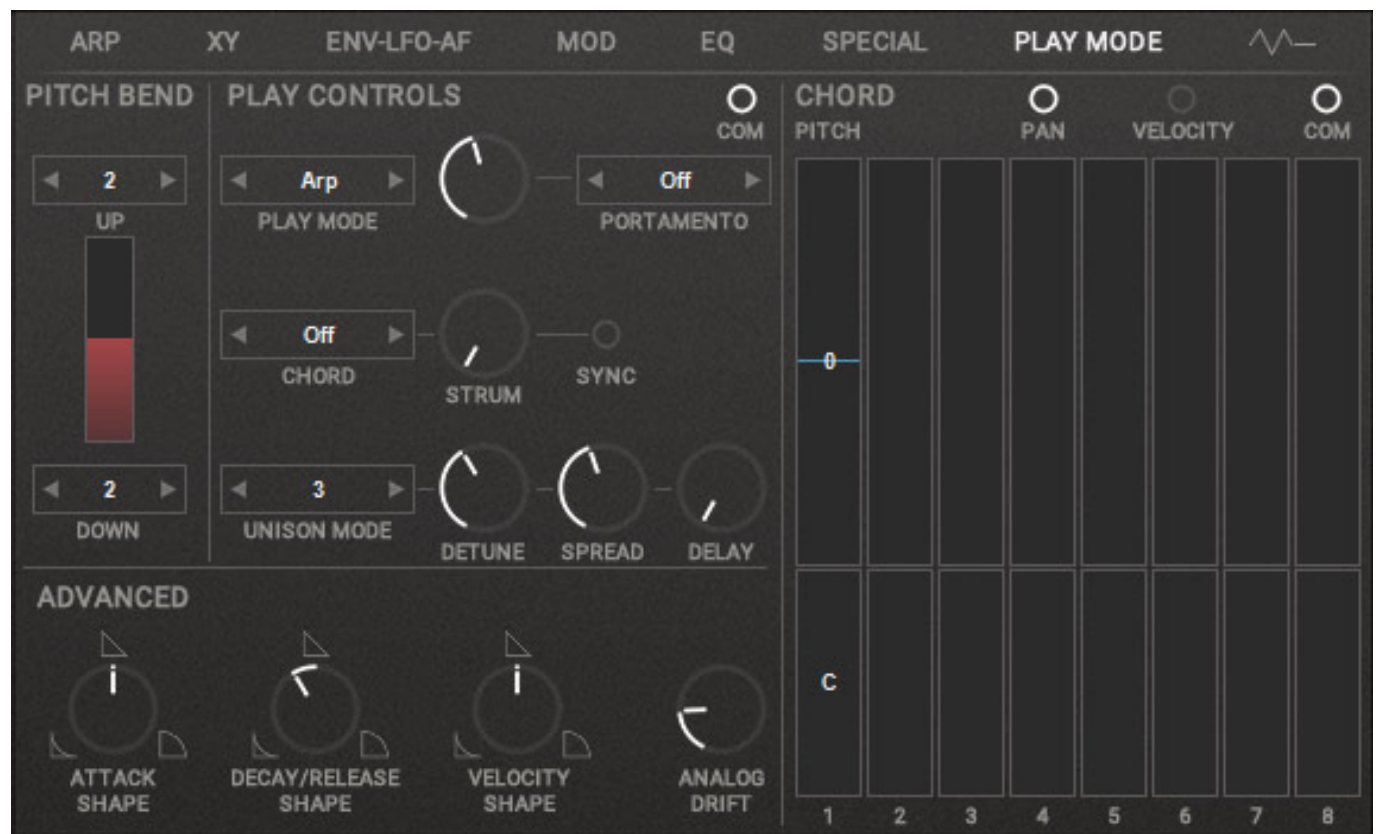 ARP XY ENV-LFO-AF MOD EQ SPECIAL PLAY MODE
PITCH BEND PLAY CONTROLS CHORD
COM PITCH PAN VELOCITY COM
2 Arp Off
UP PLAY MODE PORTAMENTO
Off
CHORD STRUM SYNC
0
2 3
DOWN UNISON MODE DETUNE SPREAD DELAY
ADVANCED
C
ATTACK SHAPE
DECAY/RELEASE SHAPE
VELOCITY SHAPE
ANALOG DRIFT
1 2 3 4 5 6 7 8